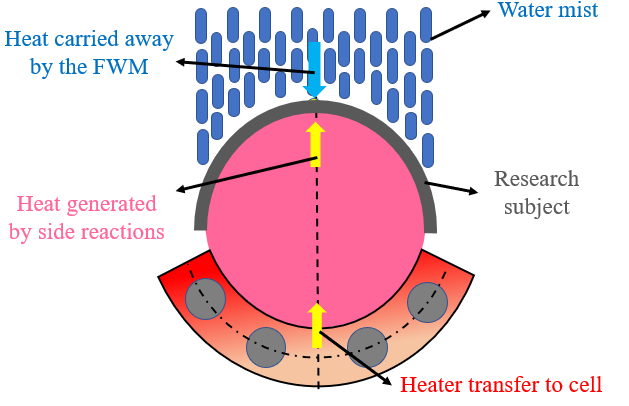 Water mist
Heat carried away
by the FWM
Research
subject
Heat generated
by side reactions
Heater transfer to cell